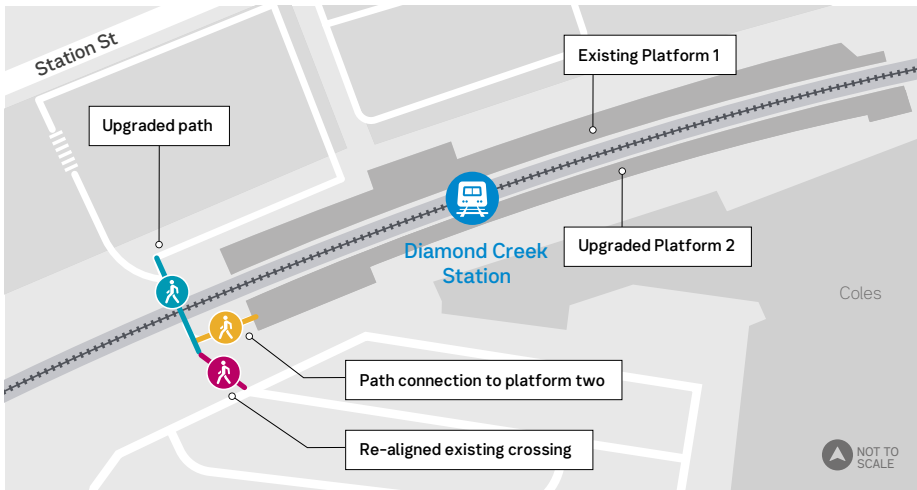 Station St
Existing Platform 1
Upgraded path
Diamond Creek
Station
Upgraded Platform 2
Coles
Path connection to platform two
Re-aligned existing crossing
NOT TO
SCALE